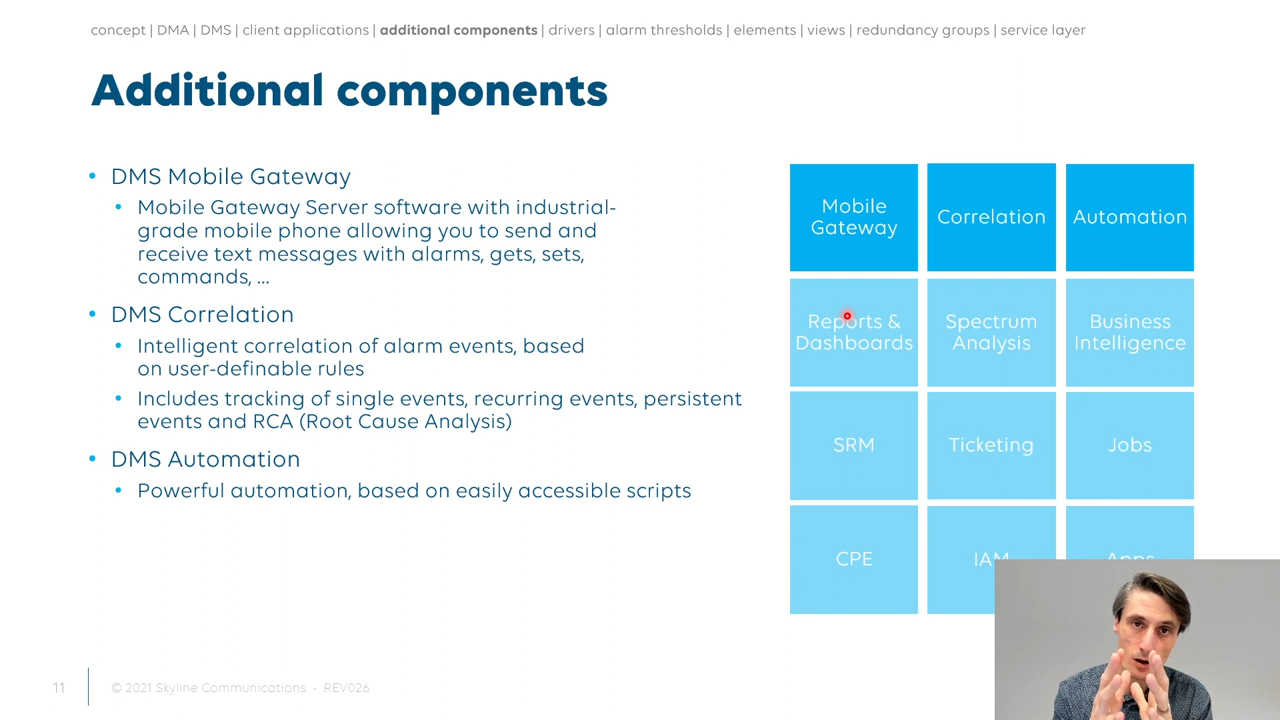 concept | DMA | DMS | client applications | additional components | drivers | alarm thresholds | elements | views | redundancy groups | service layer
Additional components
• DMS Mobile Gateway
• Mobile Gateway Server software with industrial-
grade mobile phone allowing you to send and
receive text messages with alarms, gets, sets,
commands, ...
• DMS Correlation
• Intelligent correlation of alarm events, based
on user-definable rules
• Includes tracking of single events, recurring events, persistent
events and RCA (Root Cause Analysis)
• DMS Automation
• Powerful automation, based on easily accessible scripts
Mobile
Gateway
Correlation
Automation
Reports &
Dashboards
Spectrum
Analysis
Business
Intelligence
SRM
Ticketing
Jobs
CPE
IAM
Apps
11
© 2021 Skyline Communications - REV026